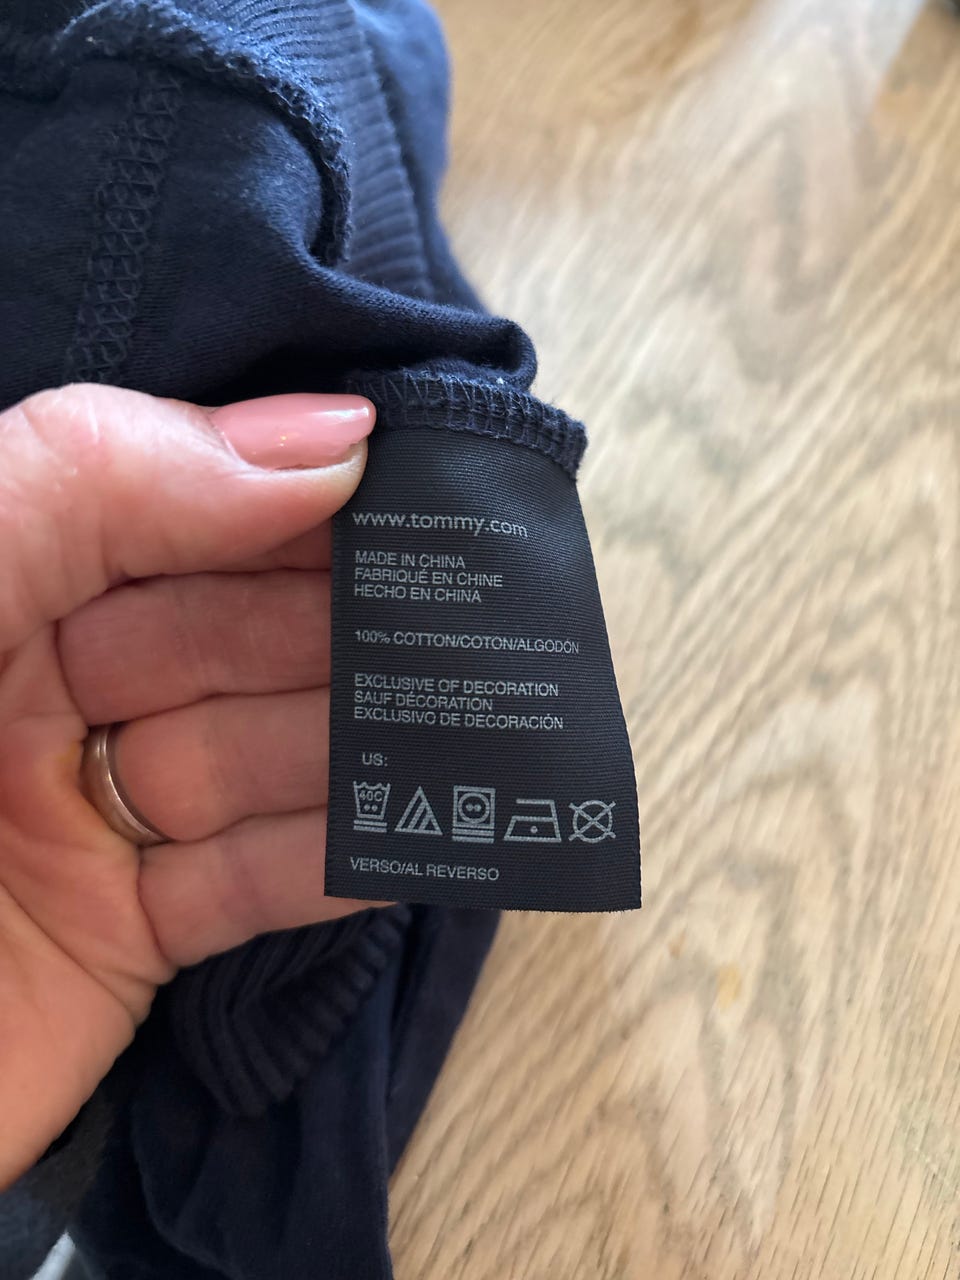 www.tommy.com
MADE IN CHINA
FABRIQUÉ EN CHINE
HECHO EN CHINA
100% COTTON/COTON/ALGODÓN
EXCLUSIVE OF DECORATION
SAUF DÉCORATION
EXCLUSIVO DE DECORACIÓN
US:
40C
VERSO/AL REVERSO